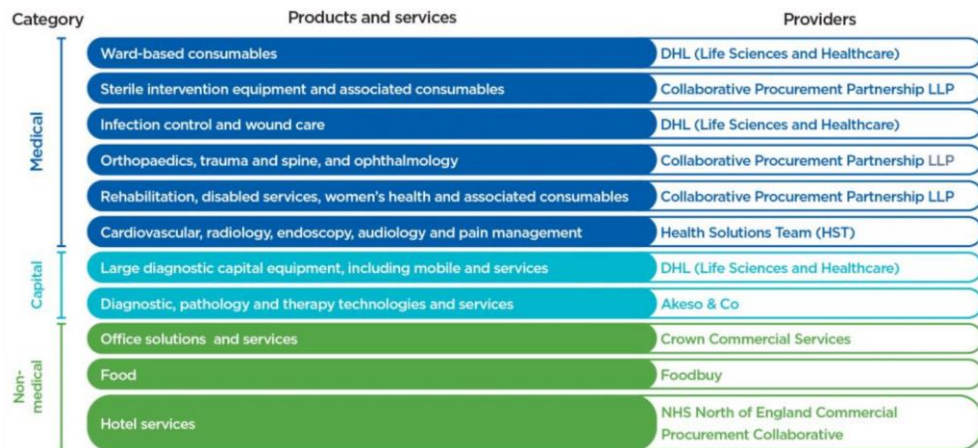 Category Products and services Providers
Medical
Ward-based consumables DHL (Life Sciences and Healthcare)
Sterile intervention equipment and associated consumables Collaborative Procurement Partnership LLP
Infection control and wound care DHL (Life Sciences and Healthcare)
Orthopaedics, trauma and spine, and ophthalmology Collaborative Procurement Partnership LLP
Rehabilitation, disabled services, women's health and associated consumables Collaborative Procurement Partnership LLP
Cardiovascular, radiology, endoscopy, audiology and pain management Health Solutions Team (HST)
Capital
Large diagnostic capital equipment, including mobile and services DHL (Life Sciences and Healthcare)
Diagnostic, pathology and therapy technologies and services Akeso & Co
Non-
medical
Office solutions and services Crown Commercial Services
Food Foodbuy
Hotel services NHS North of England Commercial
Procurement Collaborative